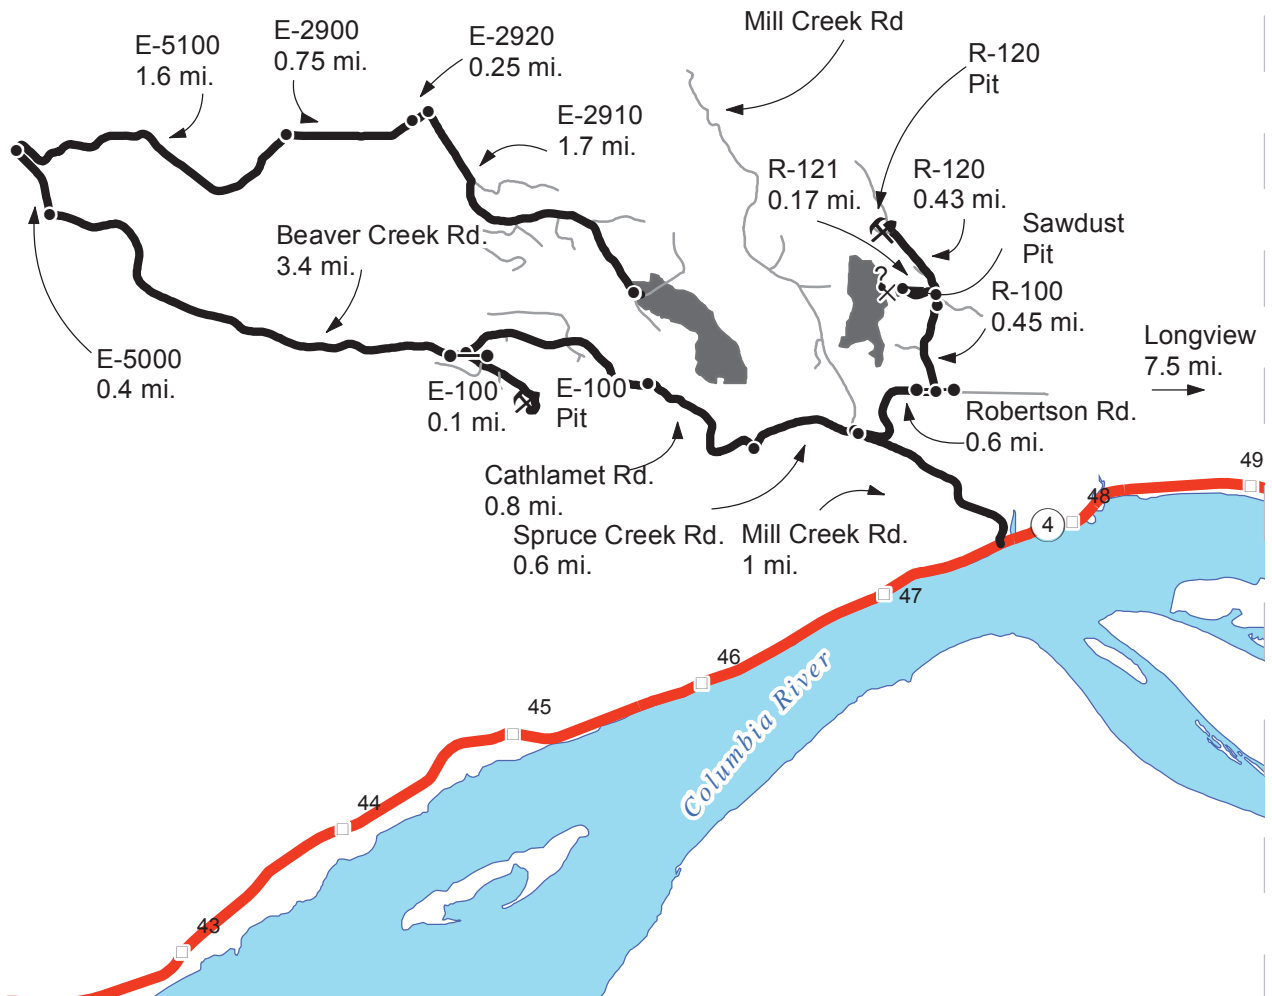 Mill Creek Rd
E-5100
1.6 mi.
E-2900
0.75 mi.
E-2920
0.25 mi.
R-120
Pit
E-2910
1.7 mi.
R-121
0.17 mi.
R-120
0.43 mi.
Sawdust
Pit
Beaver Creek Rd.
3.4 mi.
?
R-100
0.45 mi.
Longview
7.5 mi.
E-5000
0.4 mi.
E-100
0.1 mi.
E-100
Pit
Robertson Rd.
0.6 mi.
Cathlamet Rd.
0.8 mi.
Spruce Creek Rd.
0.6 mi.
Mill Creek Rd.
1 mi.
49
48
4
47
46
45
44
43
Columbia River